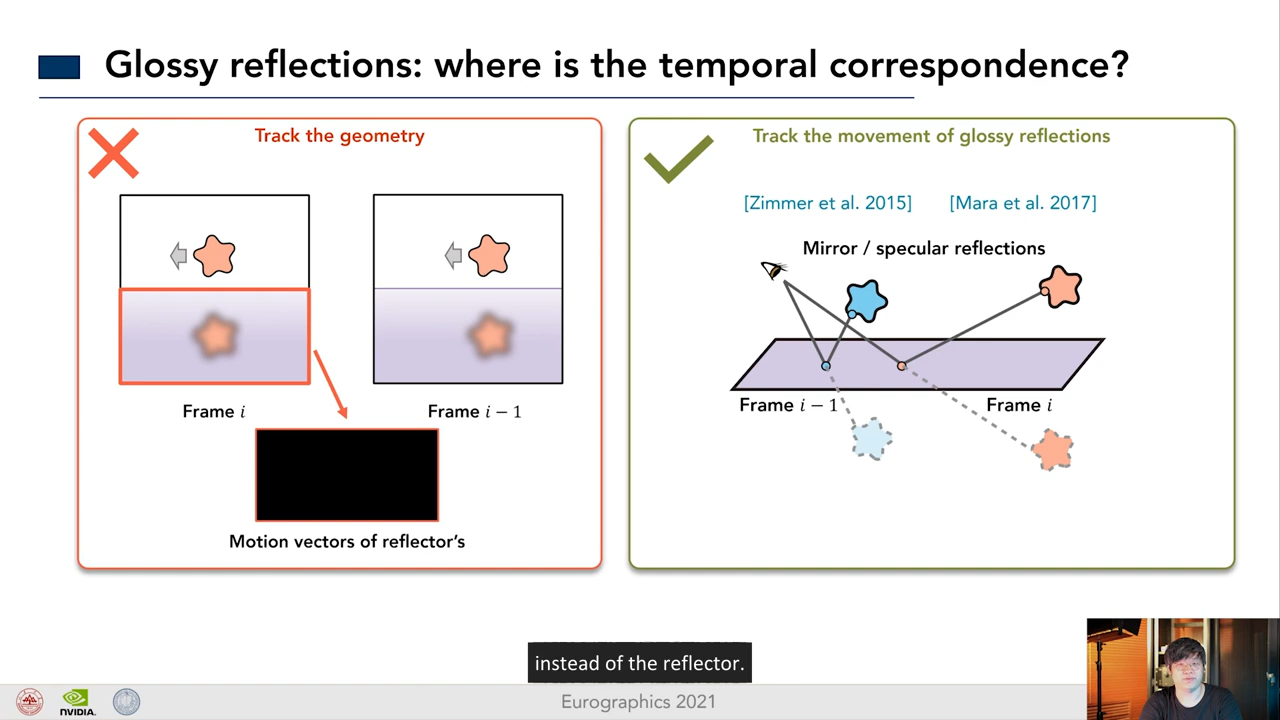 Glossy reflections: where is the temporal correspondence?
Track the geometry
Frame i
Frame i − 1
Motion vectors of reflector's
Track the movement of glossy reflections
[Zimmer et al. 2015] [Mara et al. 2017]
Mirror / specular reflections
Frame i − 1
Frame i
instead of the reflector.
NVIDIA.
Eurographics 2021